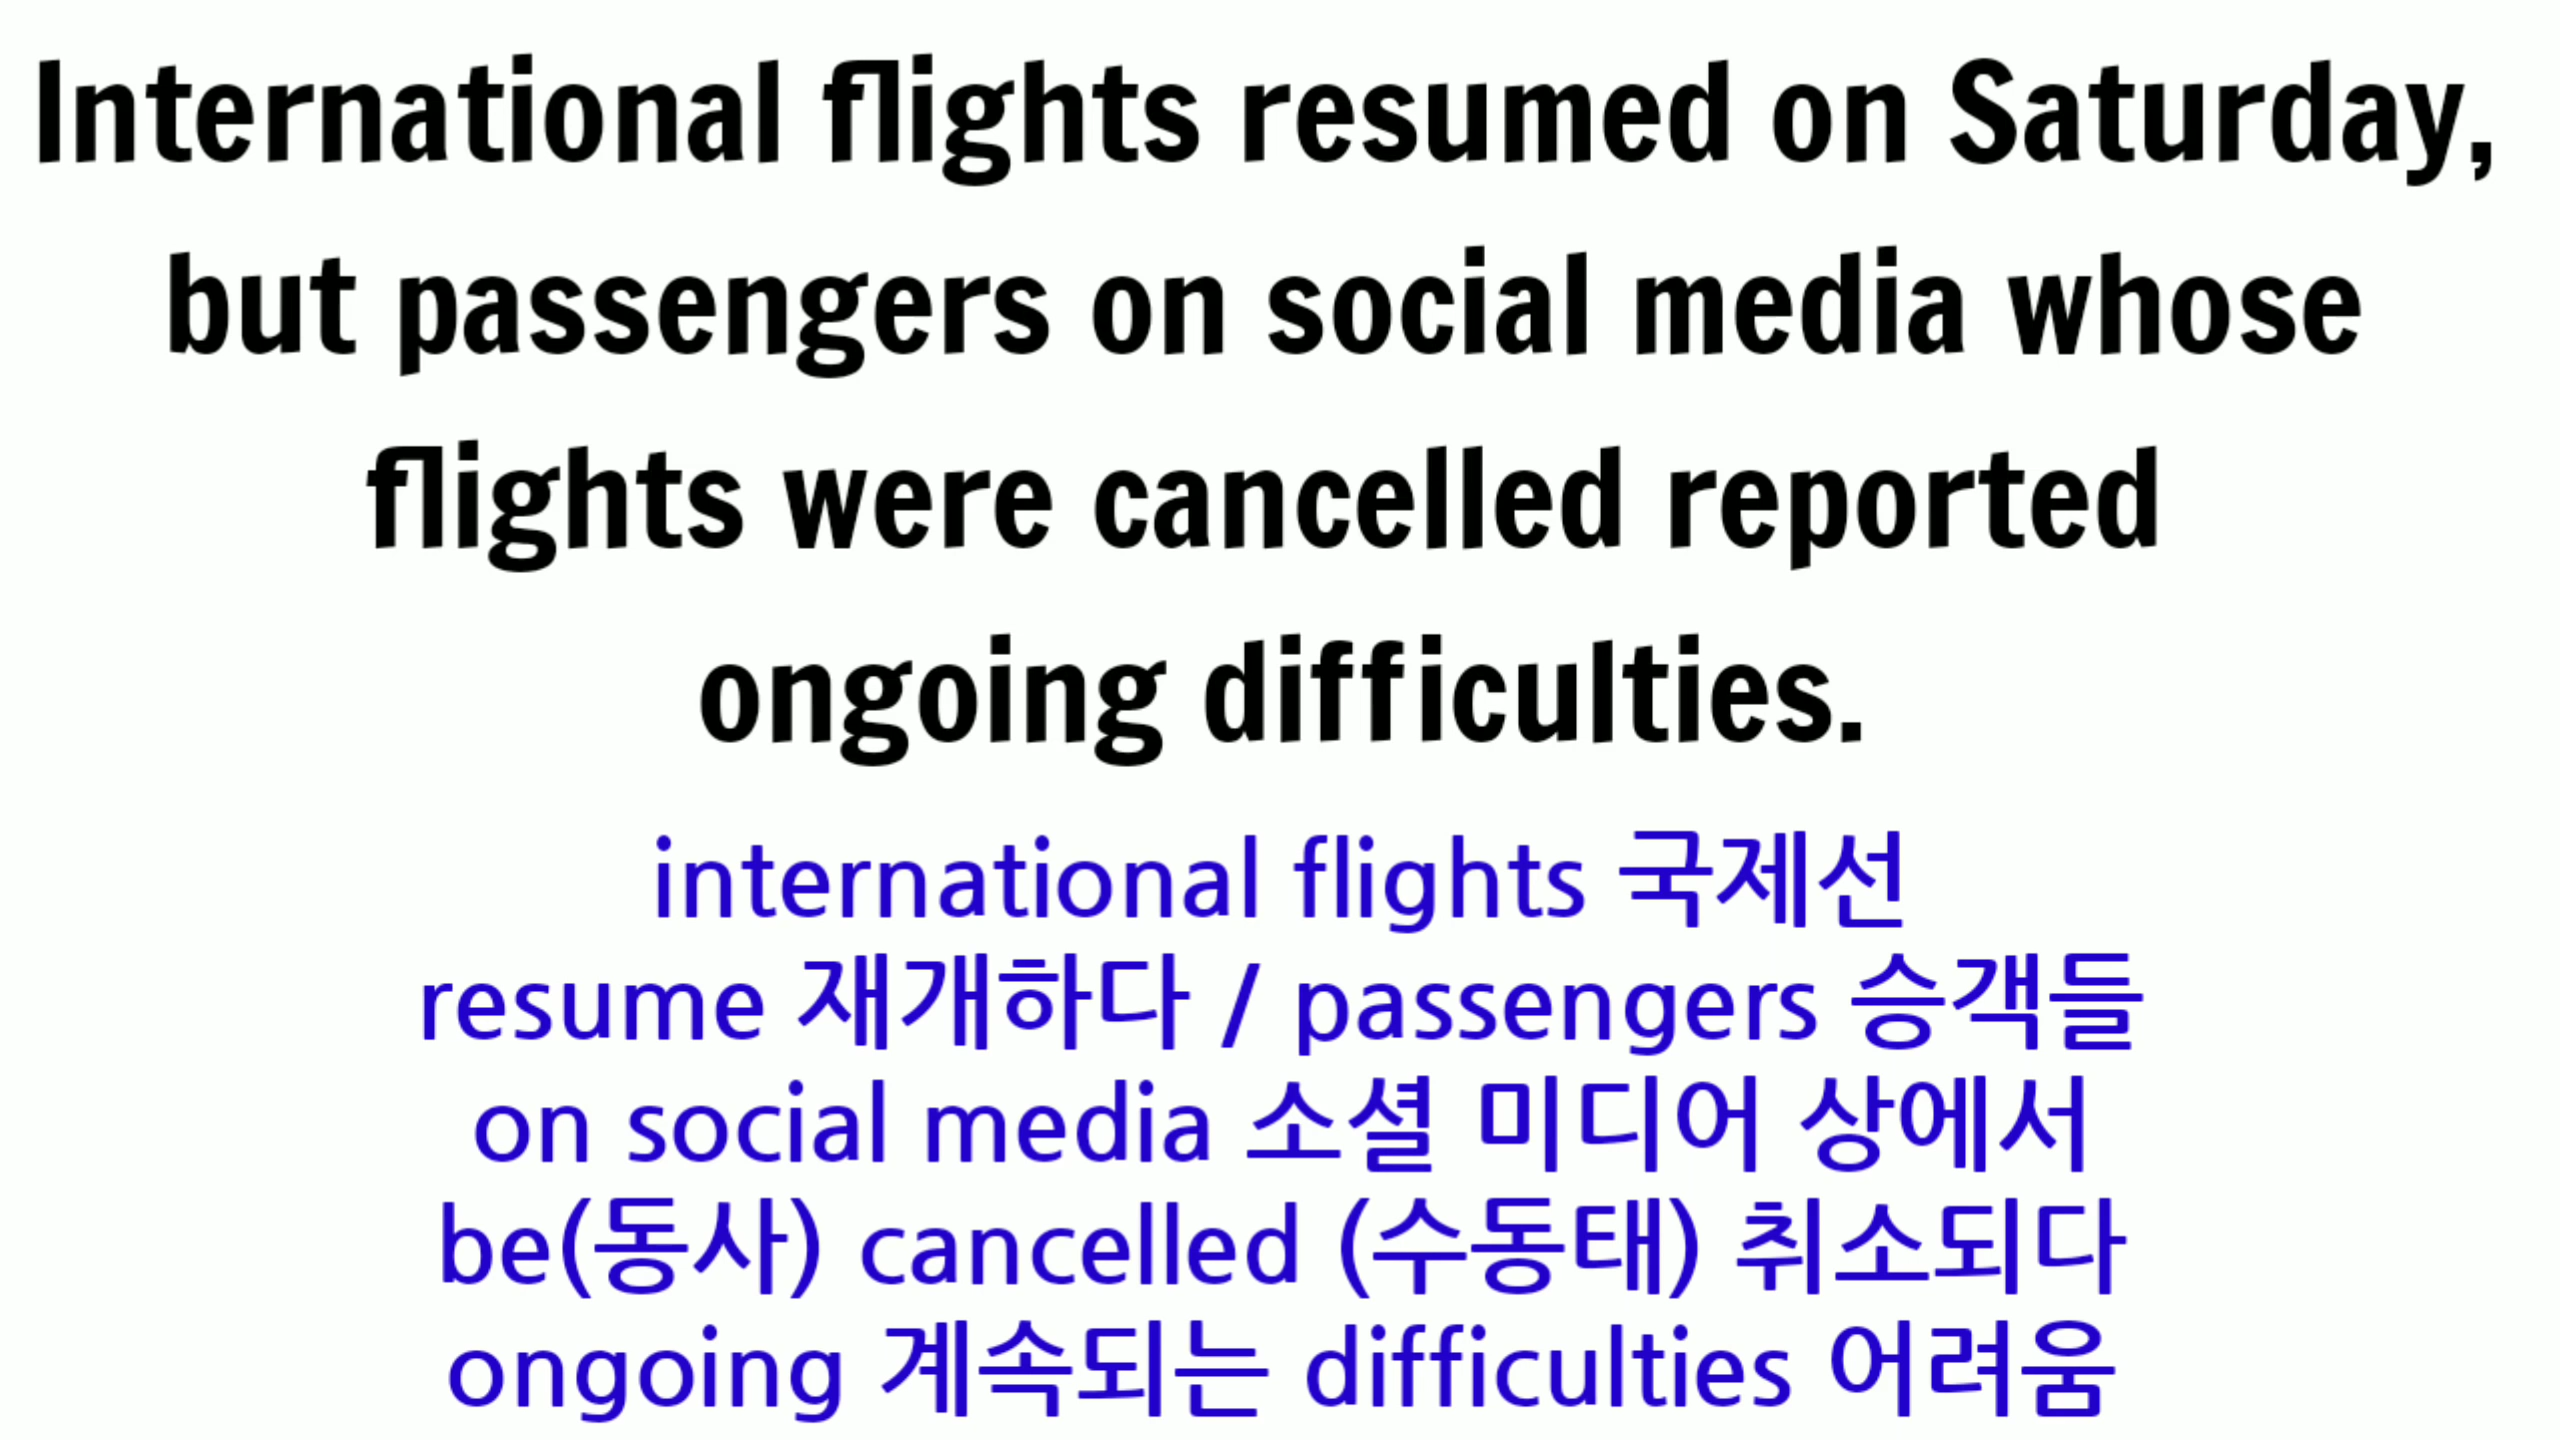 International flights resumed on Saturday,
but passengers on social media whose
flights were cancelled reported
ongoing difficulties.
international flights 국제선
resume 재개하다 / passengers 승객들
on social media 소셜 미디어 상에서
be(동사) cancelled (수동태) 취소되다
ongoing 계속되는 difficulties 어려움